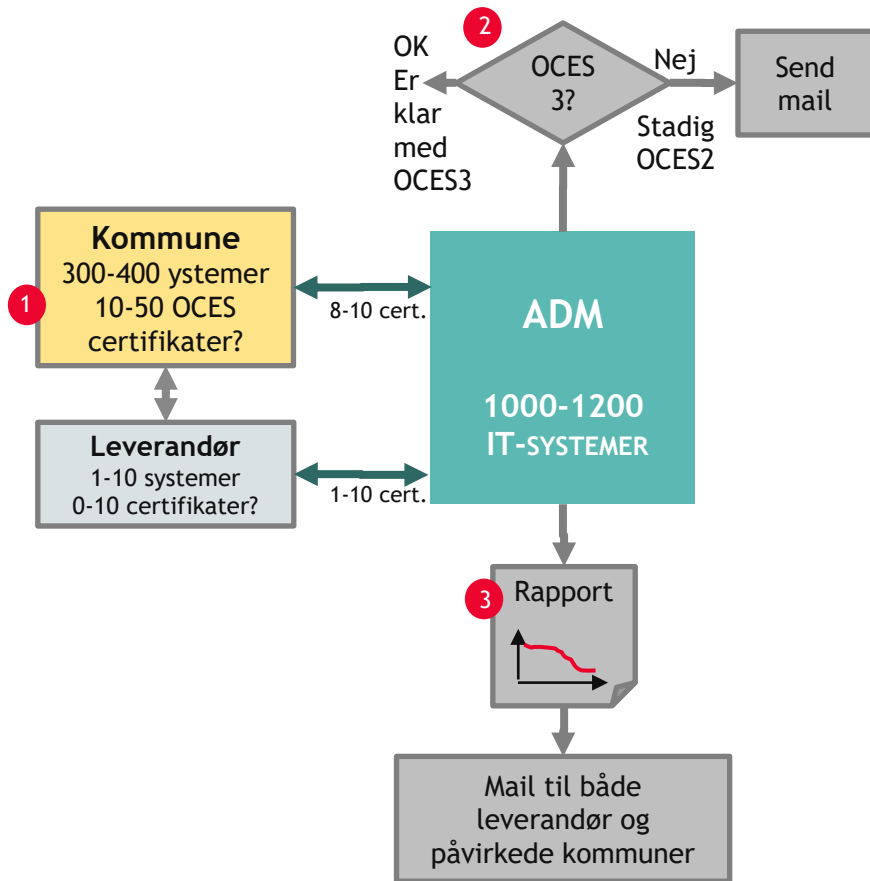 2
OK
Er
klar
med
OCES3
OCES
3?
Nej
Stadig
OCES2
Send
mail
1
Kommune
300-400 ystemer
10-50 OCES
certifikater?
8-10 cert.
ADM
1000-1200
IT-SYSTEMER
Leverandør
1-10 systemer
0-10 certifikater?
1-10 cert.
3
Rapport
Mail til både
leverandør og
påvirkede kommuner